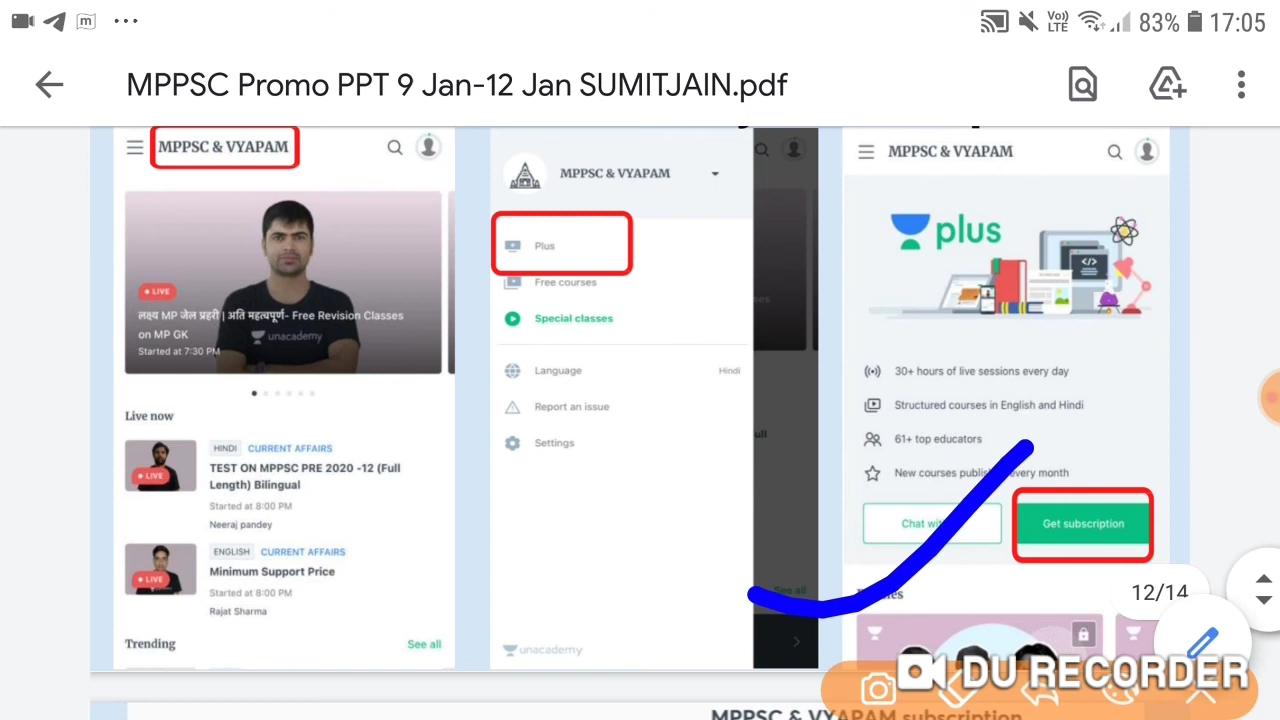 83% 17:05
MPPSC Promo PPT 9 Jan-12 Jan SUMITJAIN.pdf
MPPSC & VYAPAM
LIVE
लक्ष्य MP जेल प्रहरी | अति महत्वपूर्ण- Free Revision Classes
on MP GK
unacademy
Started at 7:30 PM
Live now
HINDI CURRENT AFFAIRS
TEST ON MPPSC PRE 2020 -12 (Full
Length) Bilingual
LIVE
Started at 8:00 PM
Neeraj pandey
ENGLISH CURRENT AFFAIRS
Minimum Support Price
LIVE
Started at 8:00 PM
Rajat Sharma
Trending See all
MPPSC & VYAPAM
Plus
Free courses
Special classes
Language Hindi
Report an issue
Settings
unacademy
See all
MPPSC & VYAPAM
plus
30+ hours of live sessions every day
Structured courses in English and Hindi
61+ top educators
New courses every month
Chat Get subscription
12/14
DU RECORDER
MPPSC & VYAPAM subscription